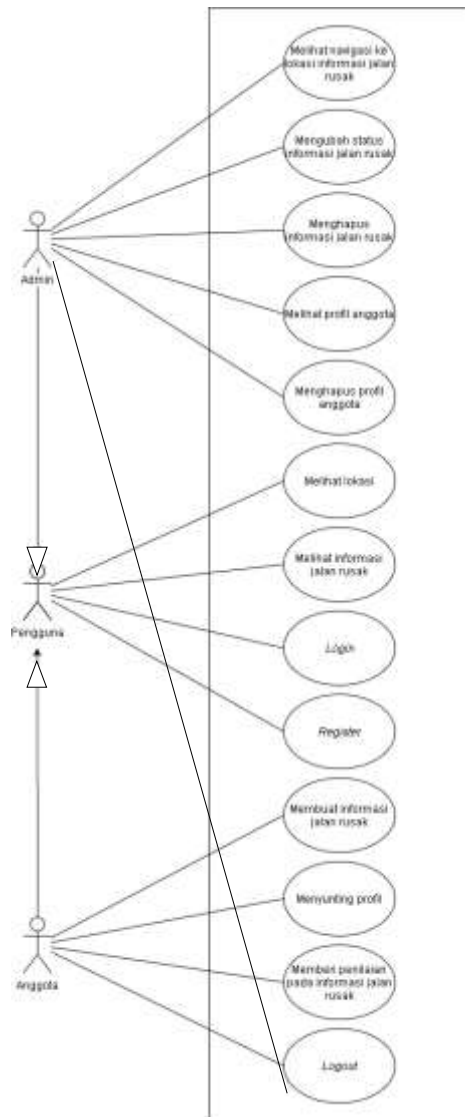 Melihat navigasi ke
lokasi informasi jalan
rusak
Mengubah status
informasi jalan rusak
Menghapus
informasi jalan rusak
Admin
Melihat profil anggota
Menghapus profil
anggota
Melihat lokasi
Melihat informasi
jalan rusak
Pengguna
Login
Register
Membuat informasi
jalan rusak
Menyunting profil
Anggota
Memberi penilaian
pada informasi jalan
rusak
Logout